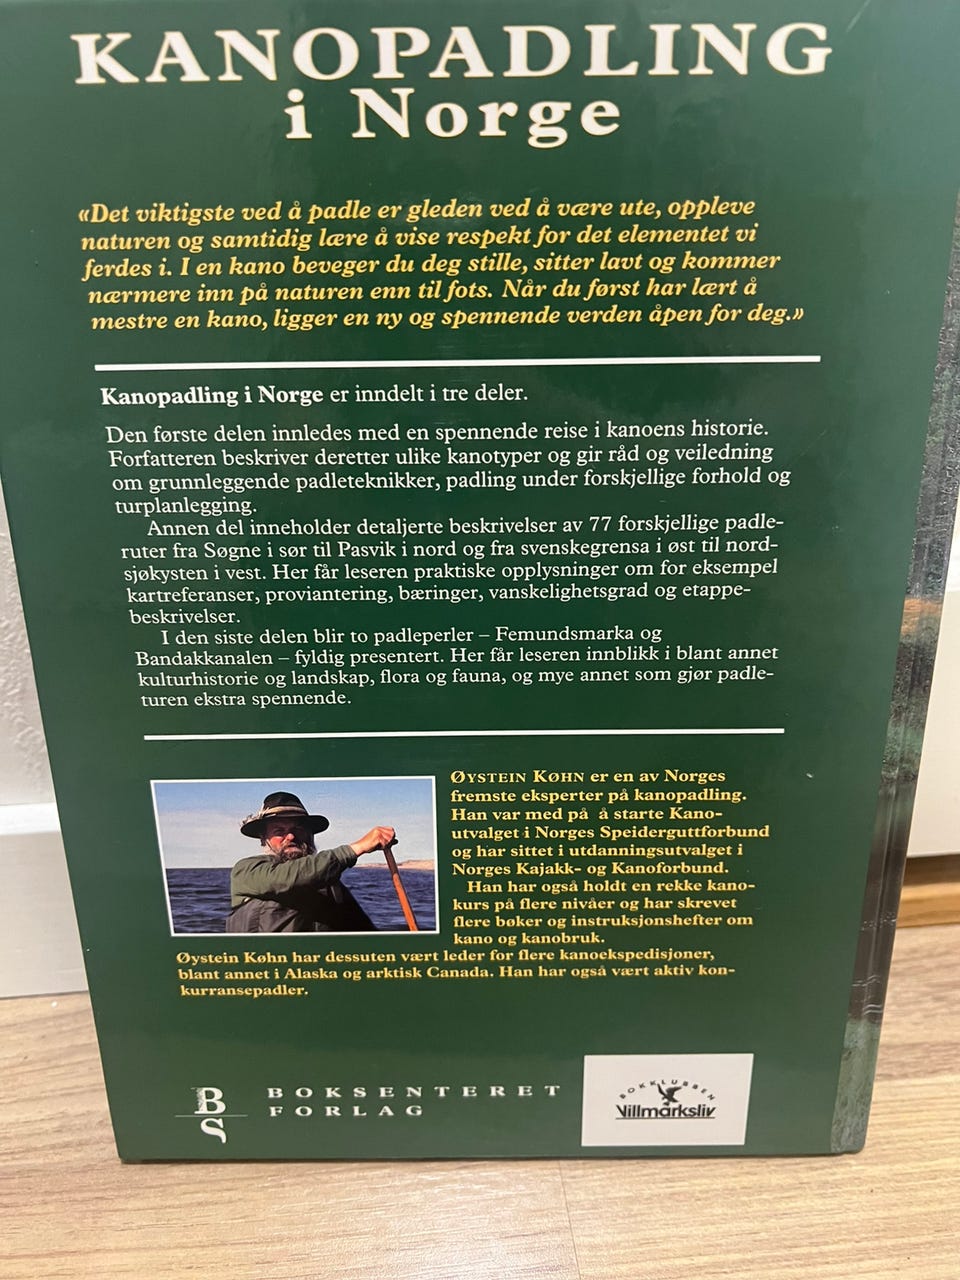 KANOPADLING
i Norge
«Det viktigste ved å padle er gleden ved å være ute, oppleve
naturen og samtidig lære å vise respekt for det elementet vi
ferdes i. I en kano beveger du deg stille, sitter lavt og kommer
nærmere inn på naturen enn til fots. Når du først har lært å
mestre en kano, ligger en ny og spennende verden åpen for deg.»
Kanopadling i Norge er inndelt i tre deler.
Den første delen innledes med en spennende reise i kanoens historie.
Forfatteren beskriver deretter ulike kanotyper og gir råd og veiledning
om grunnleggende padleteknikker, padling under forskjellige forhold og
turplanlegging.
Annen del inneholder detaljerte beskrivelser av 77 forskjellige padle-
ruter fra Søgne i sør til Pasvik i nord og fra svenskegrensa i øst til nord-
sjøkysten i vest. Her får leseren praktiske opplysninger om for eksempel
kartreferanser, proviantering, bæringer, vanskelighetsgrad og etappe-
beskrivelser.
I den siste delen blir to padleperler – Femundsmarka og
Bandakkanalen – fyldig presentert. Her får leseren innblikk i blant annet
kulturhistorie og landskap, flora og fauna, og mye annet som gjør padle-
turen ekstra spennende.
ØYSTEIN KØHN er en av Norges
fremste eksperter på kanopadling.
Han var med på å starte Kano-
utvalget i Norges Speiderguttforbund
og har sittet i utdanningsutvalget i
Norges Kajakk- og Kanoforbund.
Han har også holdt en rekke kano-
kurs på flere nivåer og har skrevet
flere bøker og instruksjonshefter om
kano og kanobruk.
Øystein Køhn har dessuten vært leder for flere kanoekspedisjoner,
blant annet i Alaska og arktisk Canada. Han har også vært aktiv kon-
kurransepadler.
BS
BOKSENTERET
FORLAG
BOKKLUBBEN
Villmarksliv